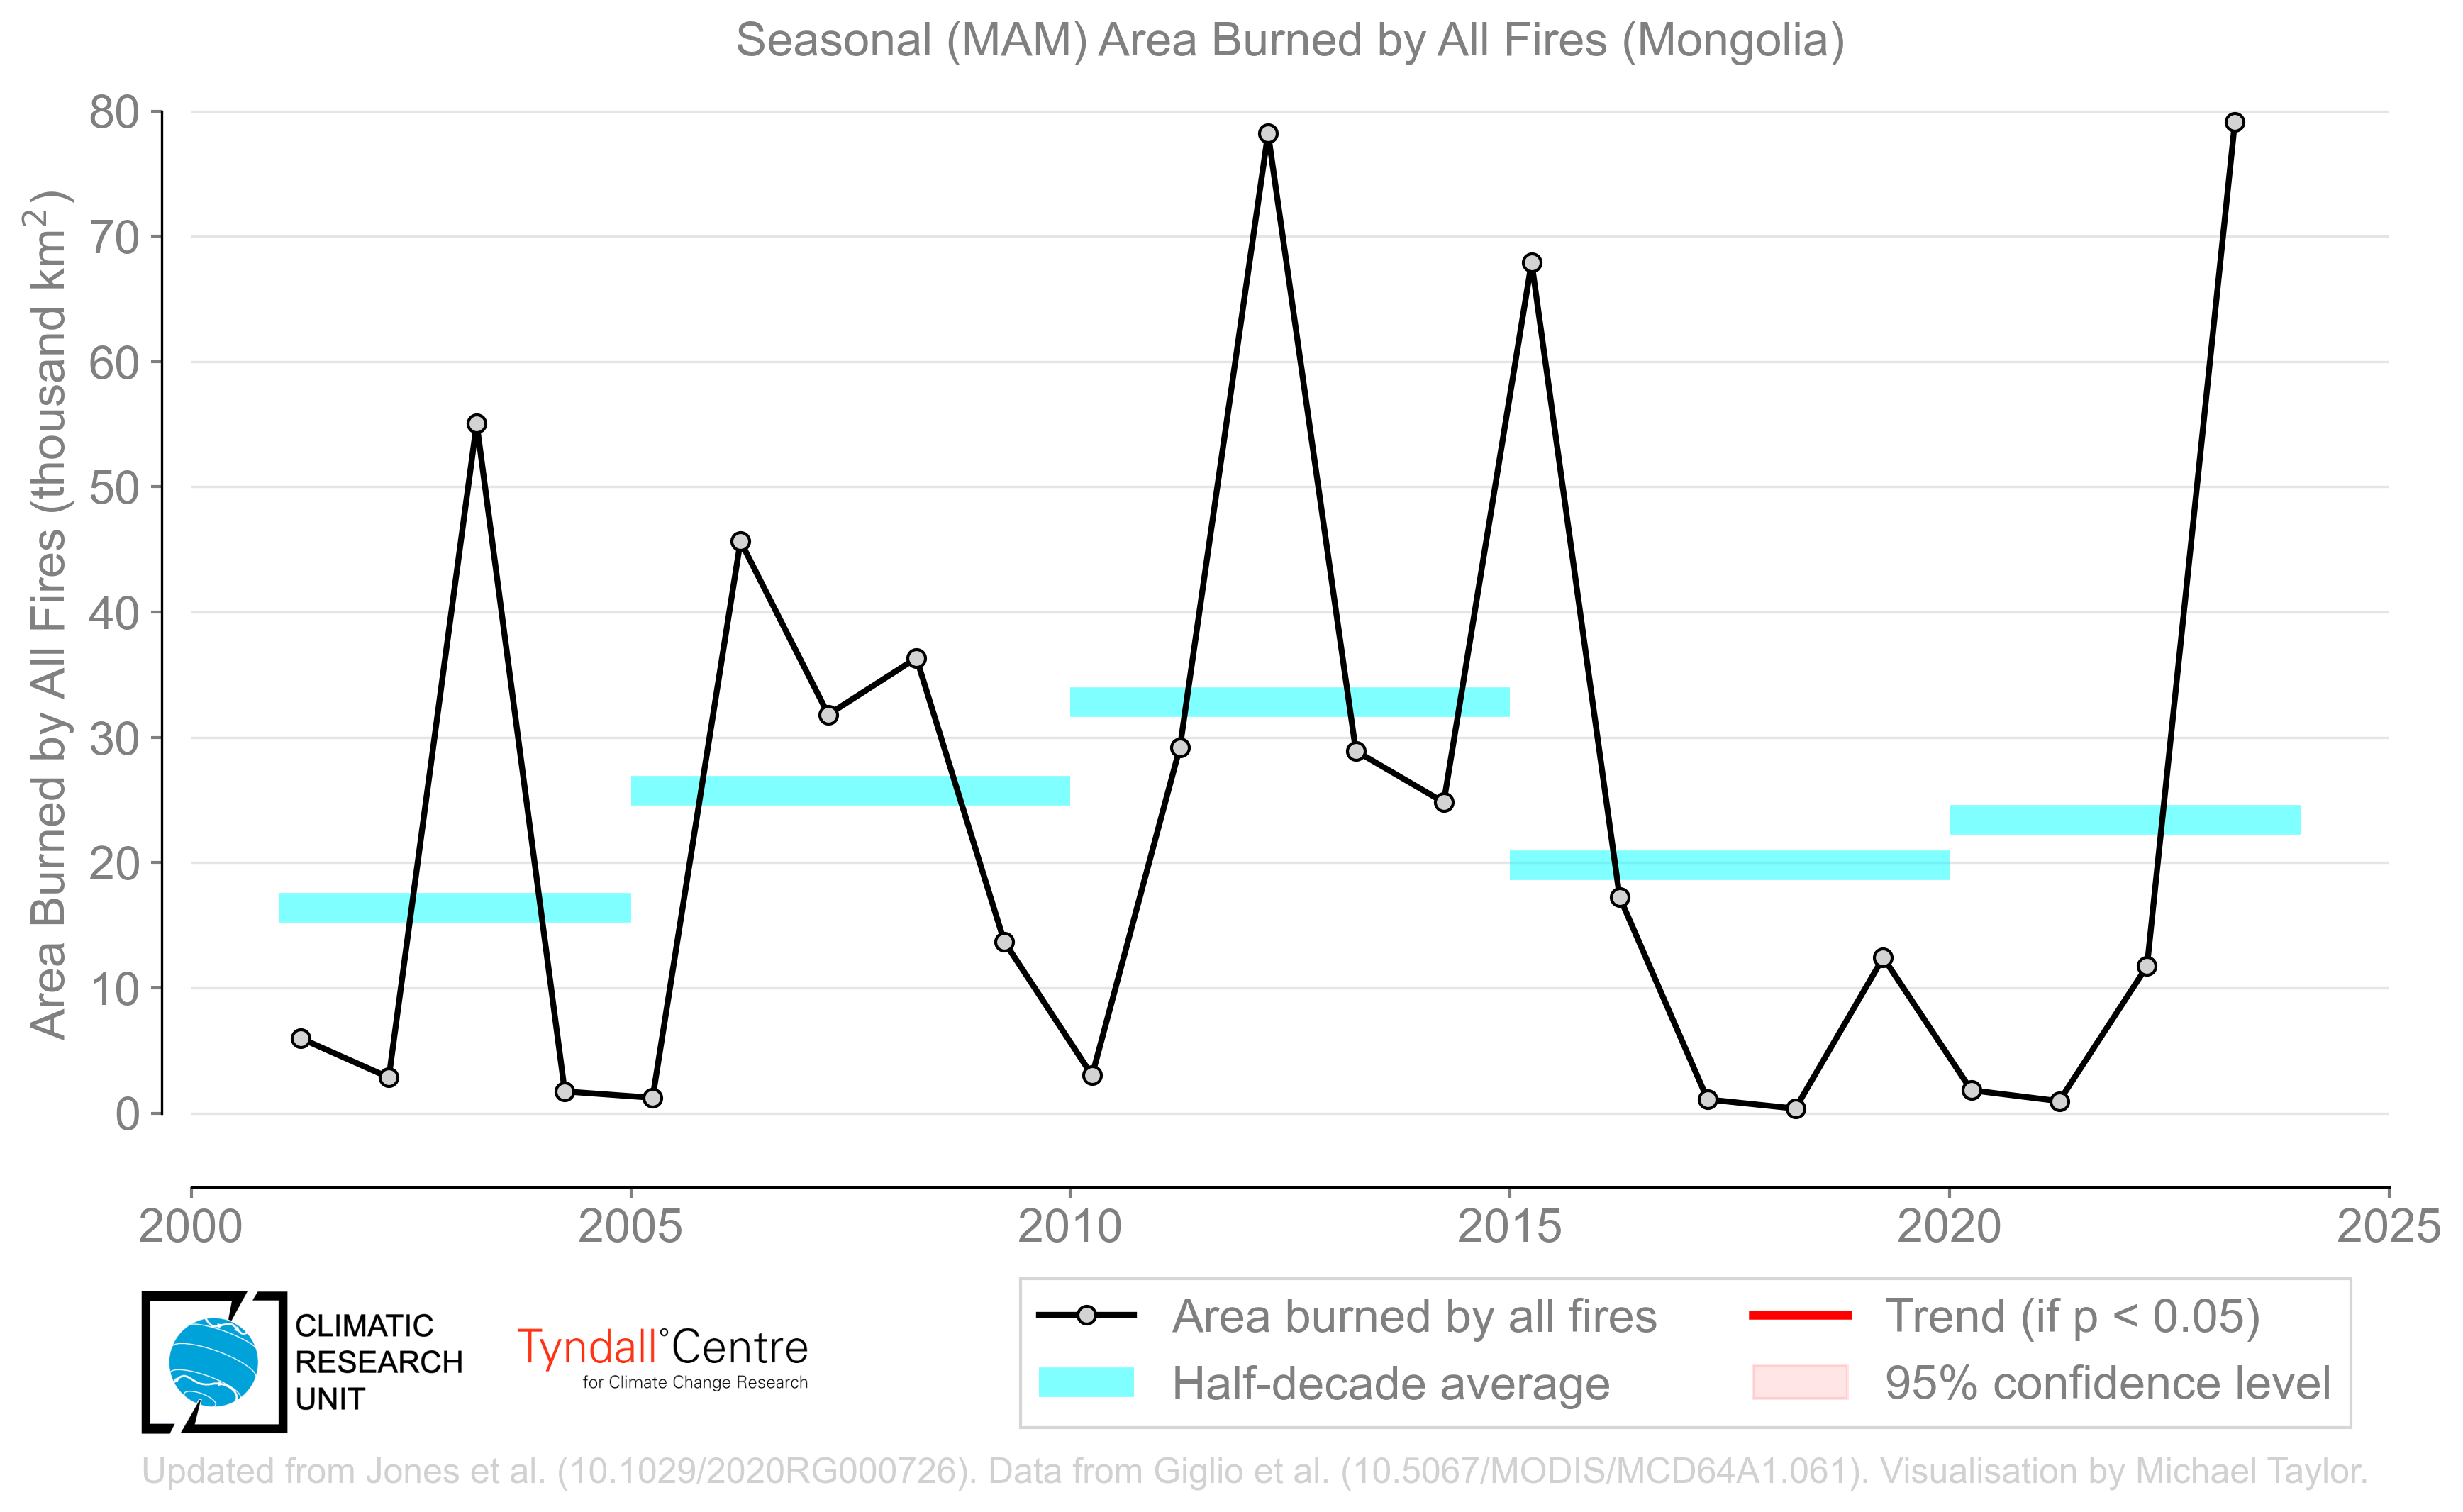 Seasonal (MAM) Area Burned by All Fires (Mongolia)
Area Burned by All Fires (thousand km²)
80
70
60
50
40
30
20
10
0
2000 2005 2010 2015 2020 2025
CLIMATIC
RESEARCH
UNIT
Tyndall°Centre
for Climate Change Research
Area burned by all fires
Half-decade average
Trend (if p < 0.05)
95% confidence level
Updated from Jones et al. (10.1029/2020RG000726). Data from Giglio et al. (10.5067/MODIS/MCD64A1.061). Visualisation by Michael Taylor.